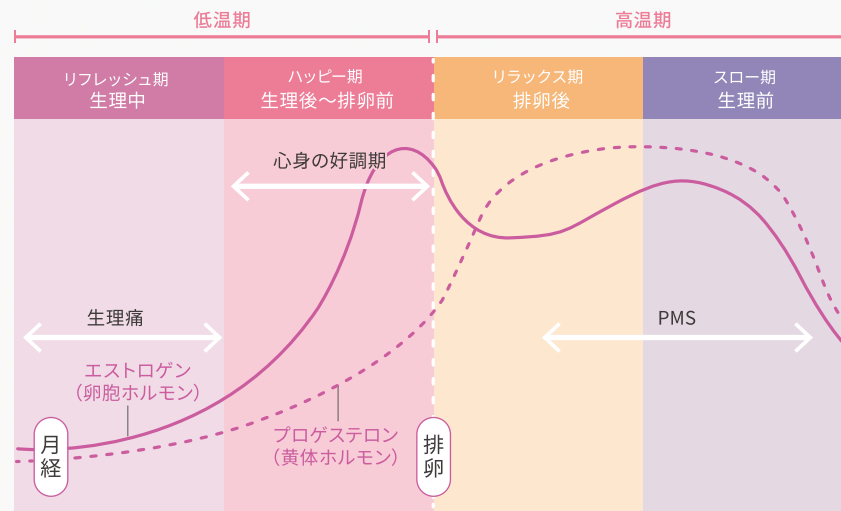 低温期
高温期
リフレッシュ期
生理中
ハッピー期
生理後〜排卵前
リラックス期
排卵後
スロー期
生理前
心身の好調期
生理痛
PMS
エストロゲン
（卵胞ホルモン）
プロゲステロン
（黄体ホルモン）
月経
排卵